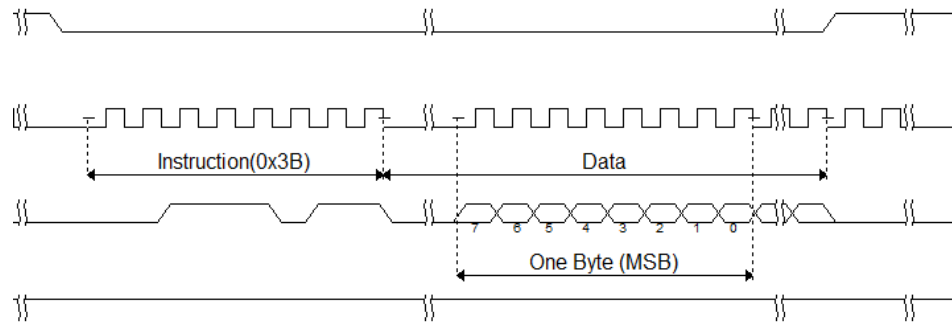 Instruction(0x3B)
Data
7 6 5 4 3 2 1 0
One Byte (MSB)